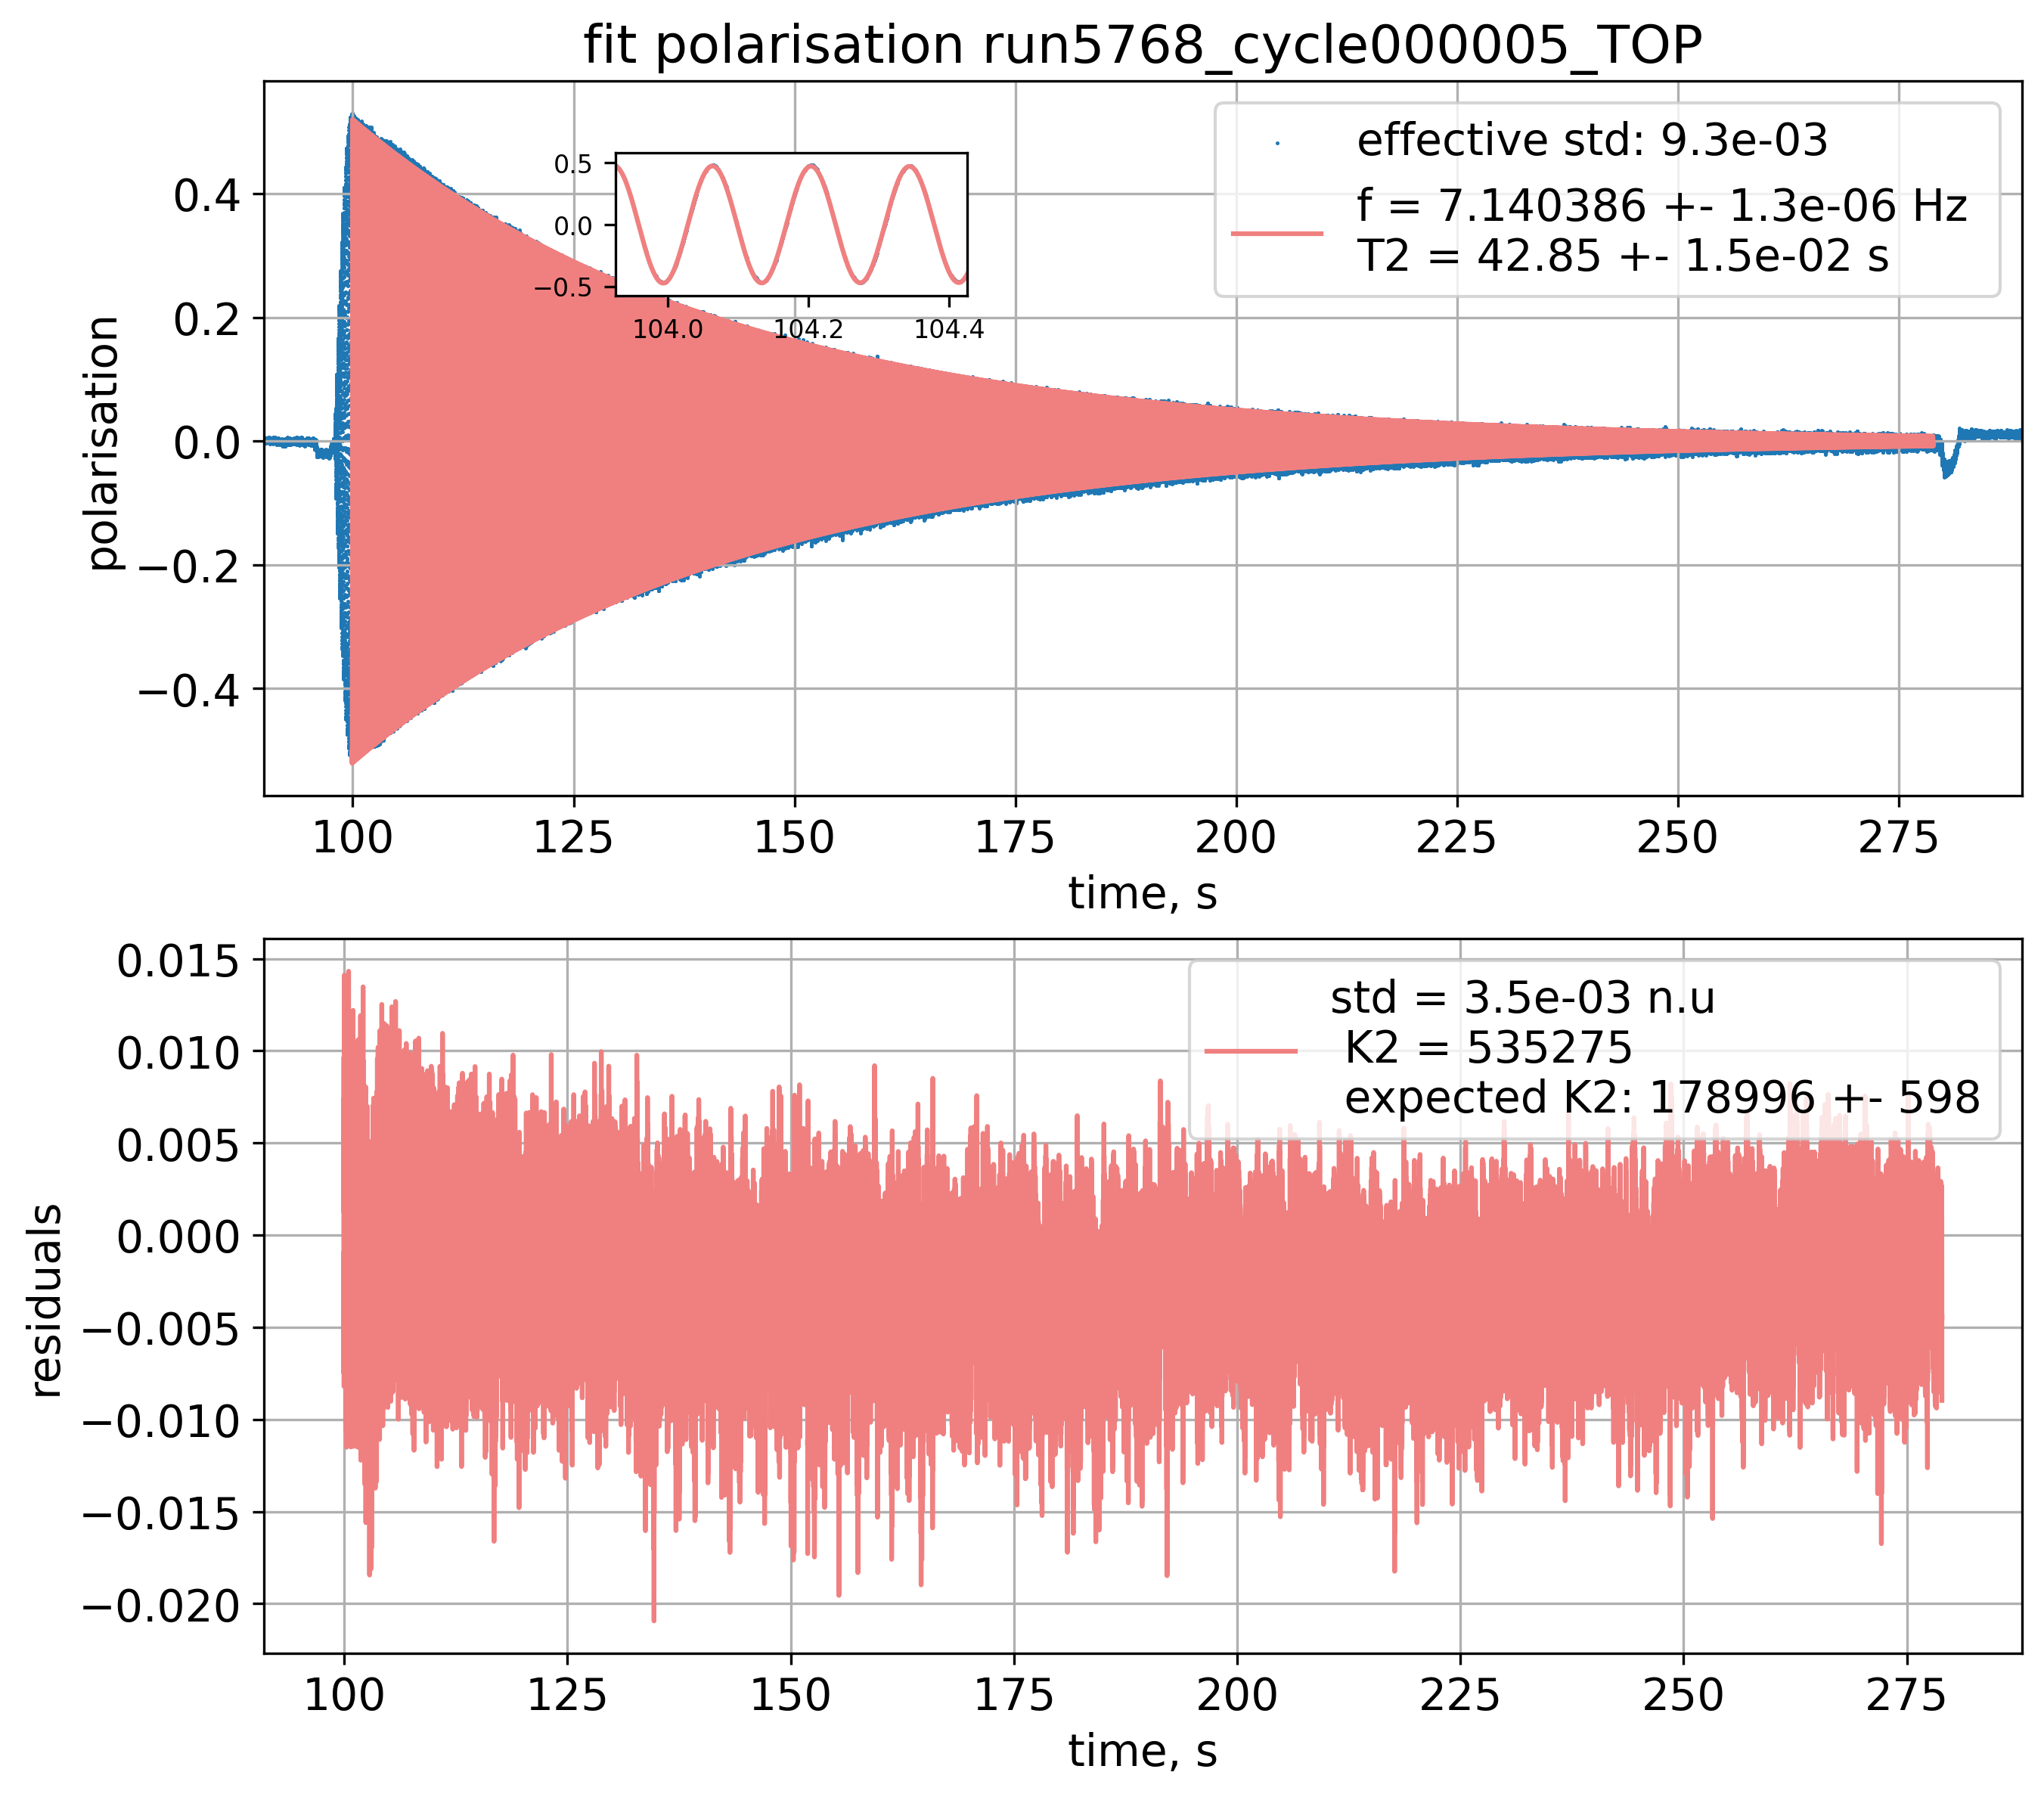 fit polarisation run5768_cycle000005_TOP
effective std: 9.3e-03
f = 7.140386 +- 1.3e-06 Hz
T2 = 42.85 +- 1.5e-02 s
0.5
0.0
−0.5
104.0 104.2 104.4
0.4
0.2
0.0
−0.2
−0.4
polarisation
100 125 150 175 200 225 250 275
time, s
std = 3.5e-03 n.u
K2 = 535275
expected K2: 178996 +- 598
0.015
0.010
0.005
0.000
−0.005
−0.010
−0.015
−0.020
residuals
100 125 150 175 200 225 250 275
time, s